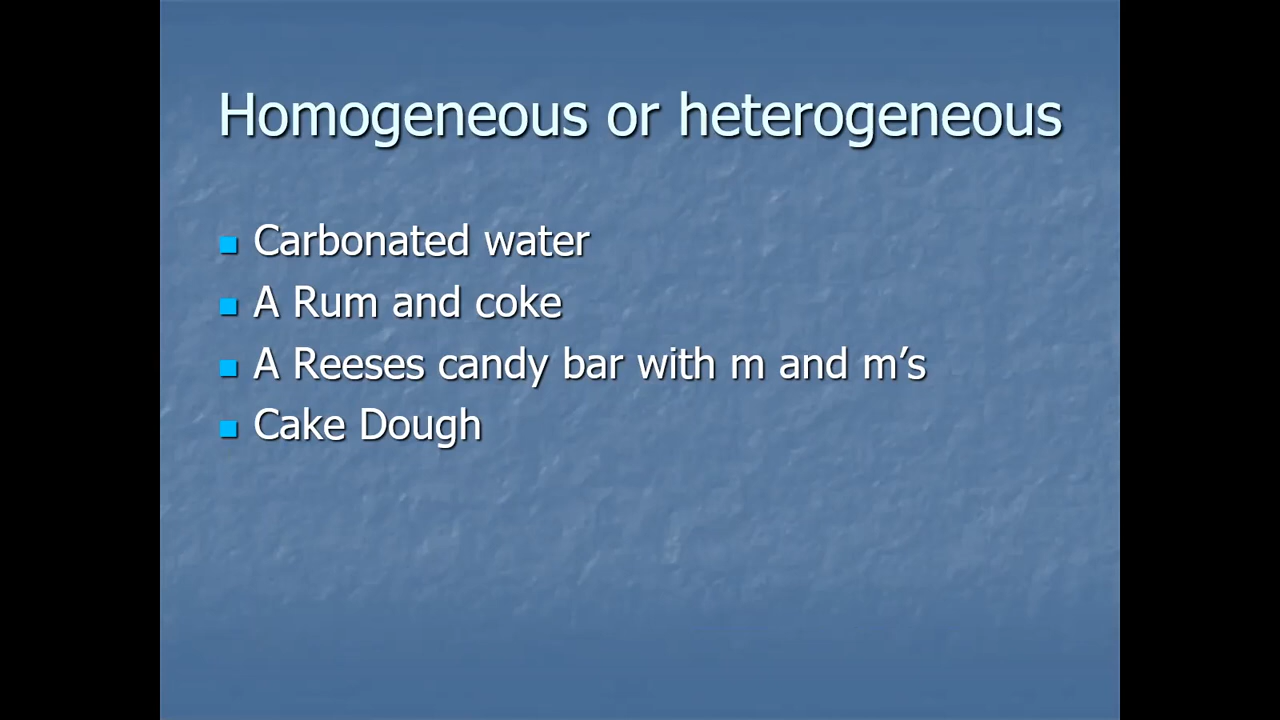 Homogeneous or heterogeneous
Carbonated water
A Rum and coke
A Reeses candy bar with m and m’s
Cake Dough